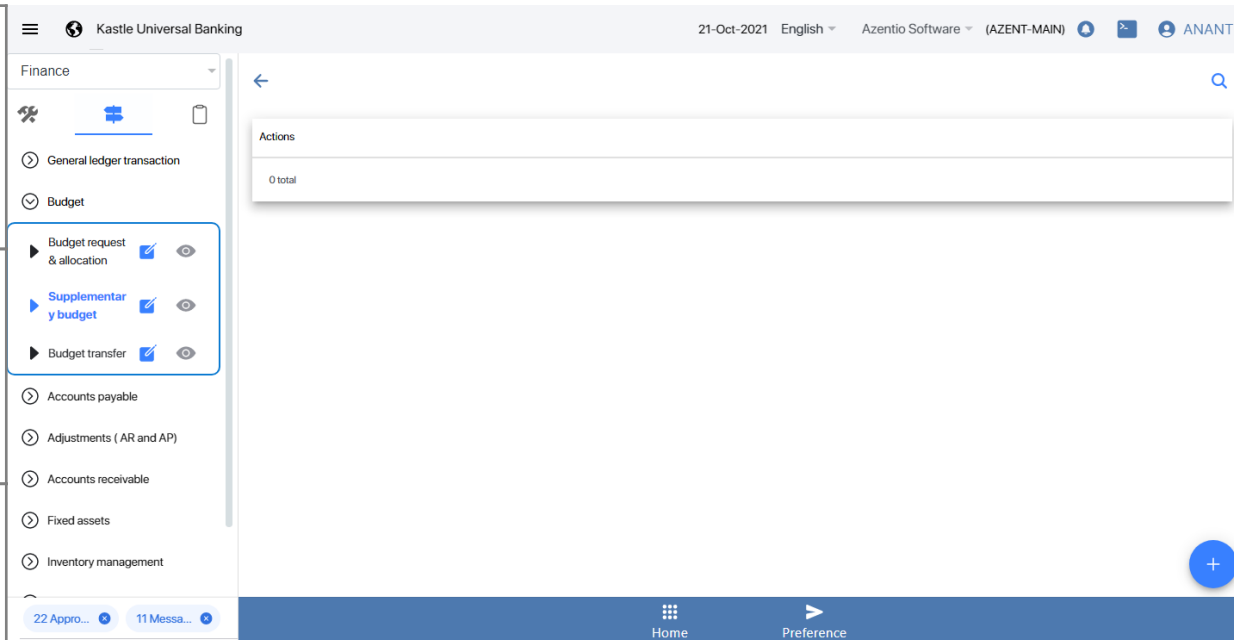 Kastle Universal Banking
21-Oct-2021 English Azentio Software (AZENT-MAIN) ANANT
Finance
Actions
0 total
General ledger transaction
Budget
Budget request
& allocation
Supplementar
y budget
Budget transfer
Accounts payable
Adjustments ( AR and AP)
Accounts receivable
Fixed assets
Inventory management
22 Appro...
11 Messa...
Home
Preference